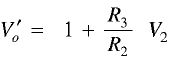 V'ₒ = 1 + R₃/R₂ V₂